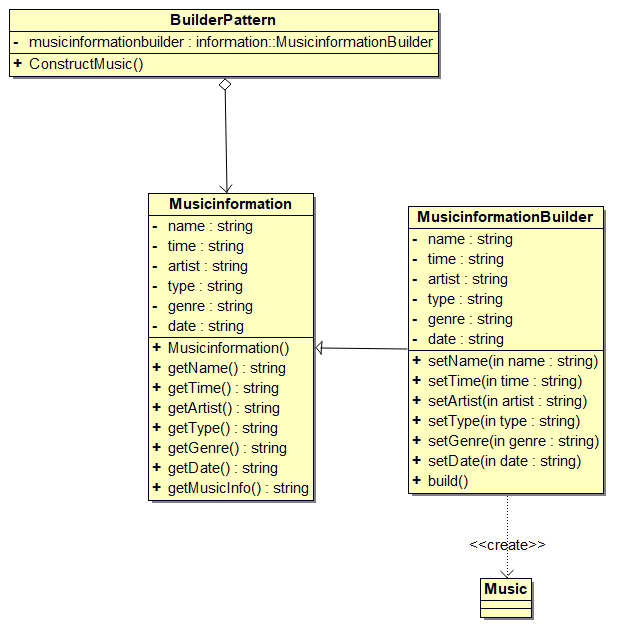 BuilderPattern
- musicinformationbuilder : information::MusicinformationBuilder
+ ConstructMusic()
Musicinformation
- name : string
- time : string
- artist : string
- type : string
- genre : string
- date : string
+ Musicinformation()
+ getName() : string
+ getTime() : string
+ getArtist() : string
+ getType() : string
+ getGenre() : string
+ getDate() : string
+ getMusicInfo() : string
MusicinformationBuilder
- name : string
- time : string
- artist : string
- type : string
- genre : string
- date : string
+ setName(in name : string)
+ setTime(in time : string)
+ setArtist(in artist : string)
+ setType(in type : string)
+ setGenre(in genre : string)
+ setDate(in date : string)
+ build()
<<create>>
Music